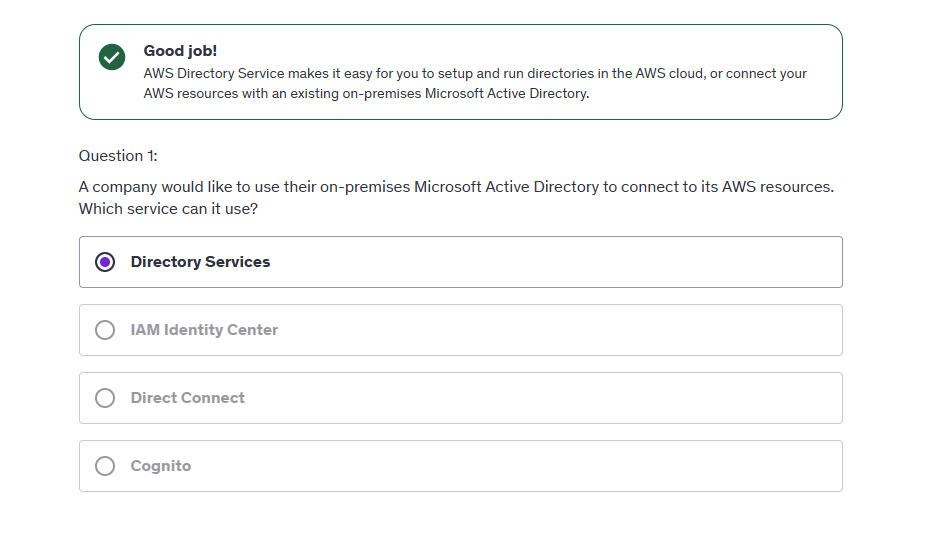 Good job!
AWS Directory Service makes it easy for you to setup and run directories in the AWS cloud, or connect your
AWS resources with an existing on-premises Microsoft Active Directory.
Question 1:
A company would like to use their on-premises Microsoft Active Directory to connect to its AWS resources.
Which service can it use?
Directory Services
IAM Identity Center
Direct Connect
Cognito